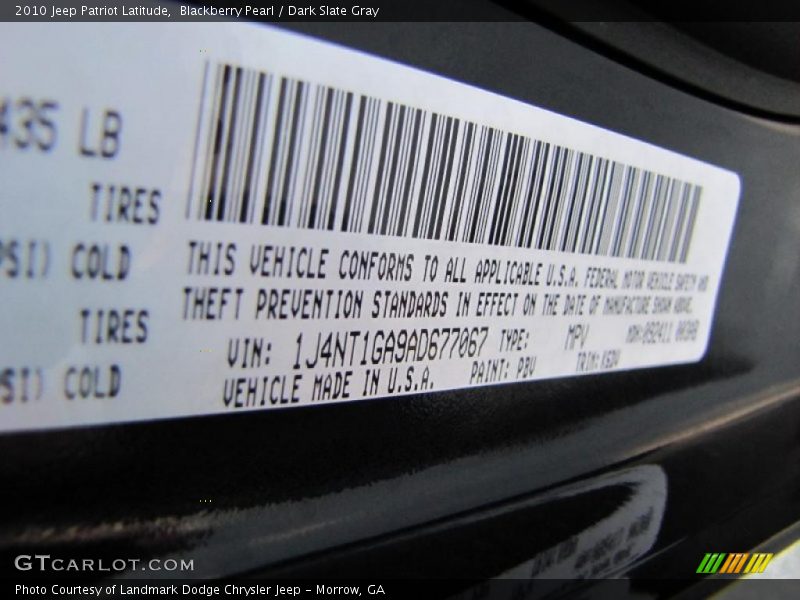 2010 Jeep Patriot Latitude, Blackberry Pearl / Dark Slate Gray
435 LB
TIRES
PSI) COLD
TIRES
PSI) COLD
THIS VEHICLE CONFORMS TO ALL APPLICABLE U.S.A. FEDERAL MOTOR VEHICLE SAFETY AND
THEFT PREVENTION STANDARDS IN EFFECT ON THE DATE OF MANUFACTURE SHOWN ABOVE.
VIN: 1J4NT1GA9AD677067 TYPE: MPV
VEHICLE MADE IN U.S.A. PAINT: PBV TRIM:
GTCARLOT.COM
Photo Courtesy of Landmark Dodge Chrysler Jeep - Morrow, GA